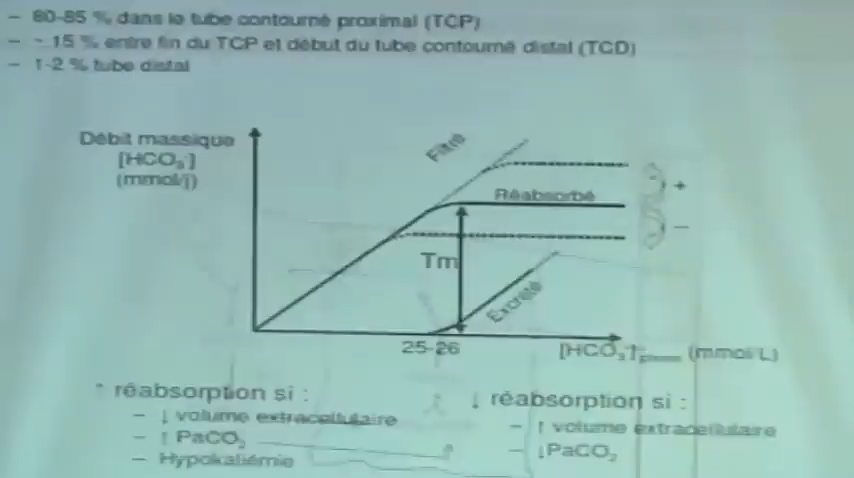 – 80-85 % dans le tube contourné proximal (TCP)
– ~ 15 % entre fin du TCP et début du tube contourné distal (TCD)
– 1-2 % tube distal
Débit massique
[HCO₃⁻]
(mmol/j)
Filtré
+
Réabsorbé
–
Tm
Excrété
25-26
[HCO₃⁻] (mmol/L)
↑ réabsorption si :
– ↓ volume extracellulaire
– ↑ PaCO₂
– Hypokaliémie
↓ réabsorption si :
– ↑ volume extracellulaire
– ↓PaCO₂